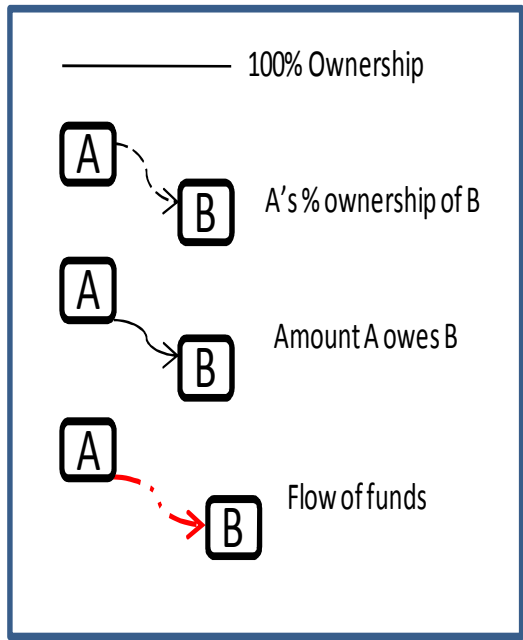 100% Ownership
A
B
A's % ownership of B
A
B
Amount A owes B
A
B
Flow of funds